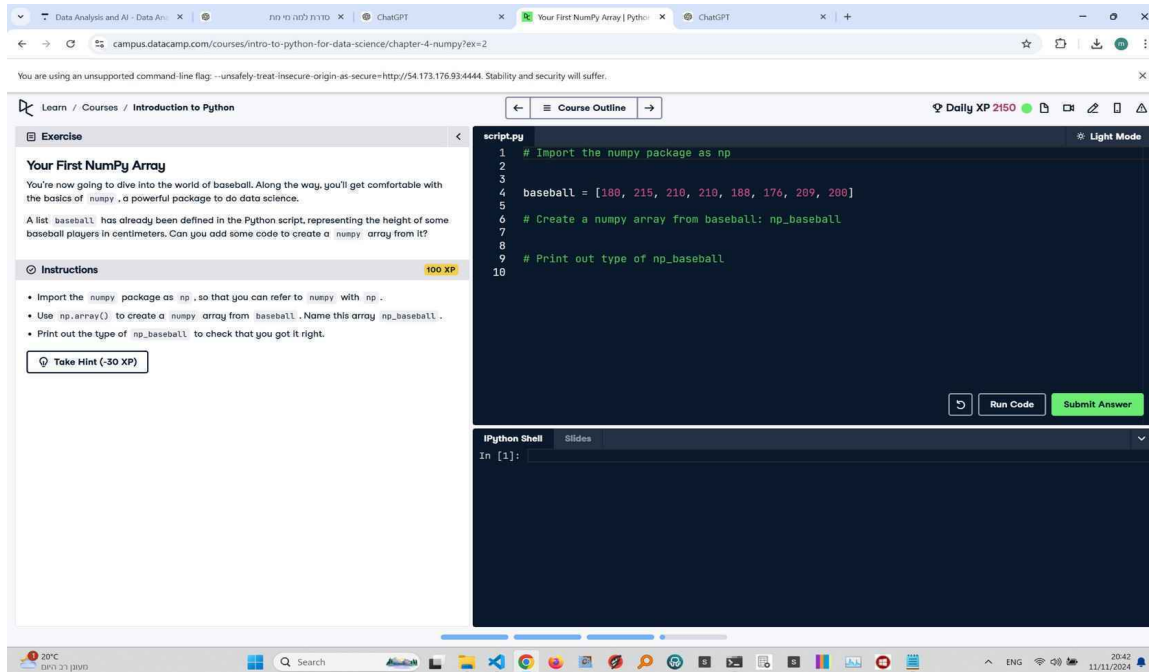 Data Analysis and AI - Data Ana
סדרת למה מי מת
ChatGPT
Your First NumPy Array | Pytho
ChatGPT
campus.datacamp.com/courses/intro-to-python-for-data-science/chapter-4-numpy?ex=2
m
You are using an unsupported command-line flag: --unsafely-treat-insecure-origin-as-secure=http://54.173.176.93:4444. Stability and security will suffer.
Learn / Courses / Introduction to Python
Course Outline
Daily XP 2150
Exercise
Your First NumPy Array
You're now going to dive into the world of baseball. Along the way, you'll get comfortable with
the basics of numpy, a powerful package to do data science.
A list baseball has already been defined in the Python script, representing the height of some
baseball players in centimeters. Can you add some code to create a numpy array from it?
Instructions
100 XP
• Import the numpy package as np, so that you can refer to numpy with np.
• Use np.array() to create a numpy array from baseball. Name this array np_baseball.
• Print out the type of np_baseball to check that you got it right.
Take Hint (-30 XP)
script.py
Light Mode
1 # Import the numpy package as np
2
3
4 baseball = [180, 215, 210, 210, 188, 176, 209, 200]
5
6 # Create a numpy array from baseball: np_baseball
7
8
9 # Print out type of np_baseball
10
Run Code
Submit Answer
IPython Shell
Slides
In [1]:
1
20°C
מעונן רב היום
Search
ENG
20:42
11/11/2024